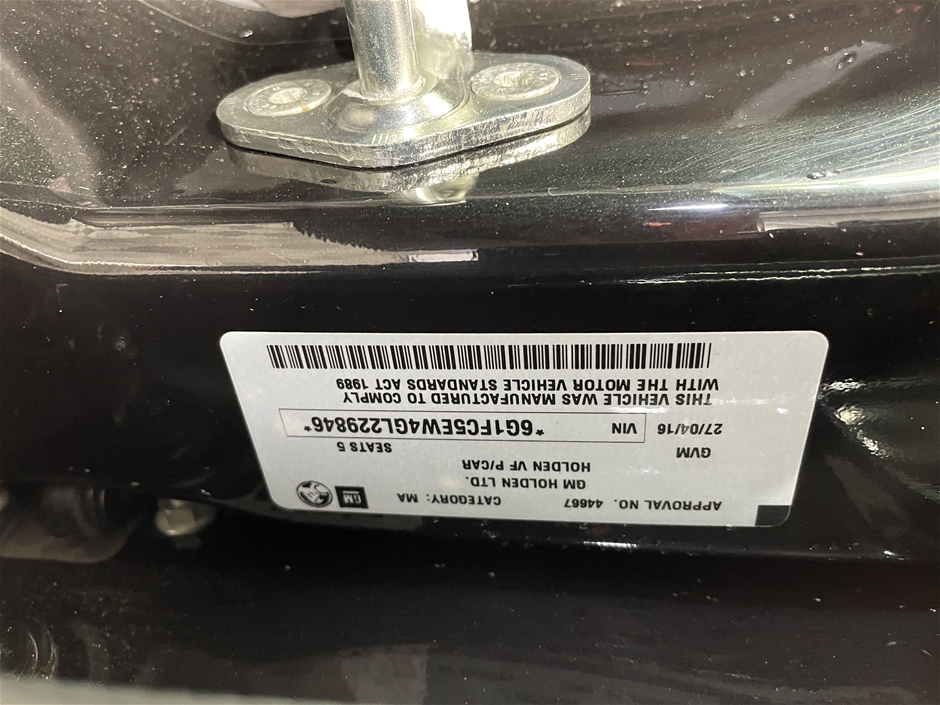 APPROVAL NO. 44667 CATEGORY: MA
GM HOLDEN LTD. GM
HOLDEN VF P/CAR
GVM SEATS 5
27/04/16 VIN *6G1FC5EW4GL229846*
THIS VEHICLE WAS MANUFACTURED TO COMPLY
WITH THE MOTOR VEHICLE STANDARDS ACT 1989